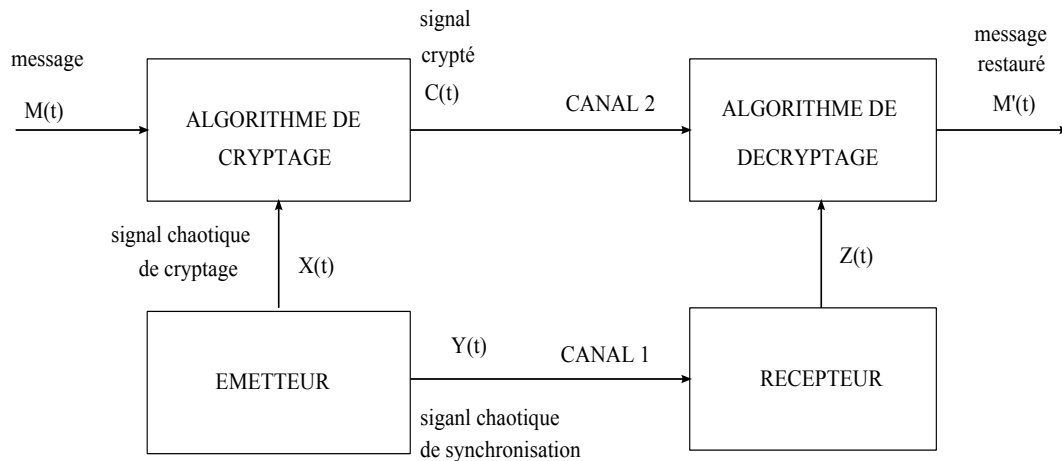 message
M(t)
ALGORITHME DE
CRYPTAGE
signal
crypté
C(t)
CANAL 2
ALGORITHME DE
DECRYPTAGE
message
restauré
M'(t)
signal chaotique
de cryptage
X(t)
Z(t)
EMETTEUR
Y(t)
CANAL 1
siganl chaotique
de synchronisation
RECEPTEUR